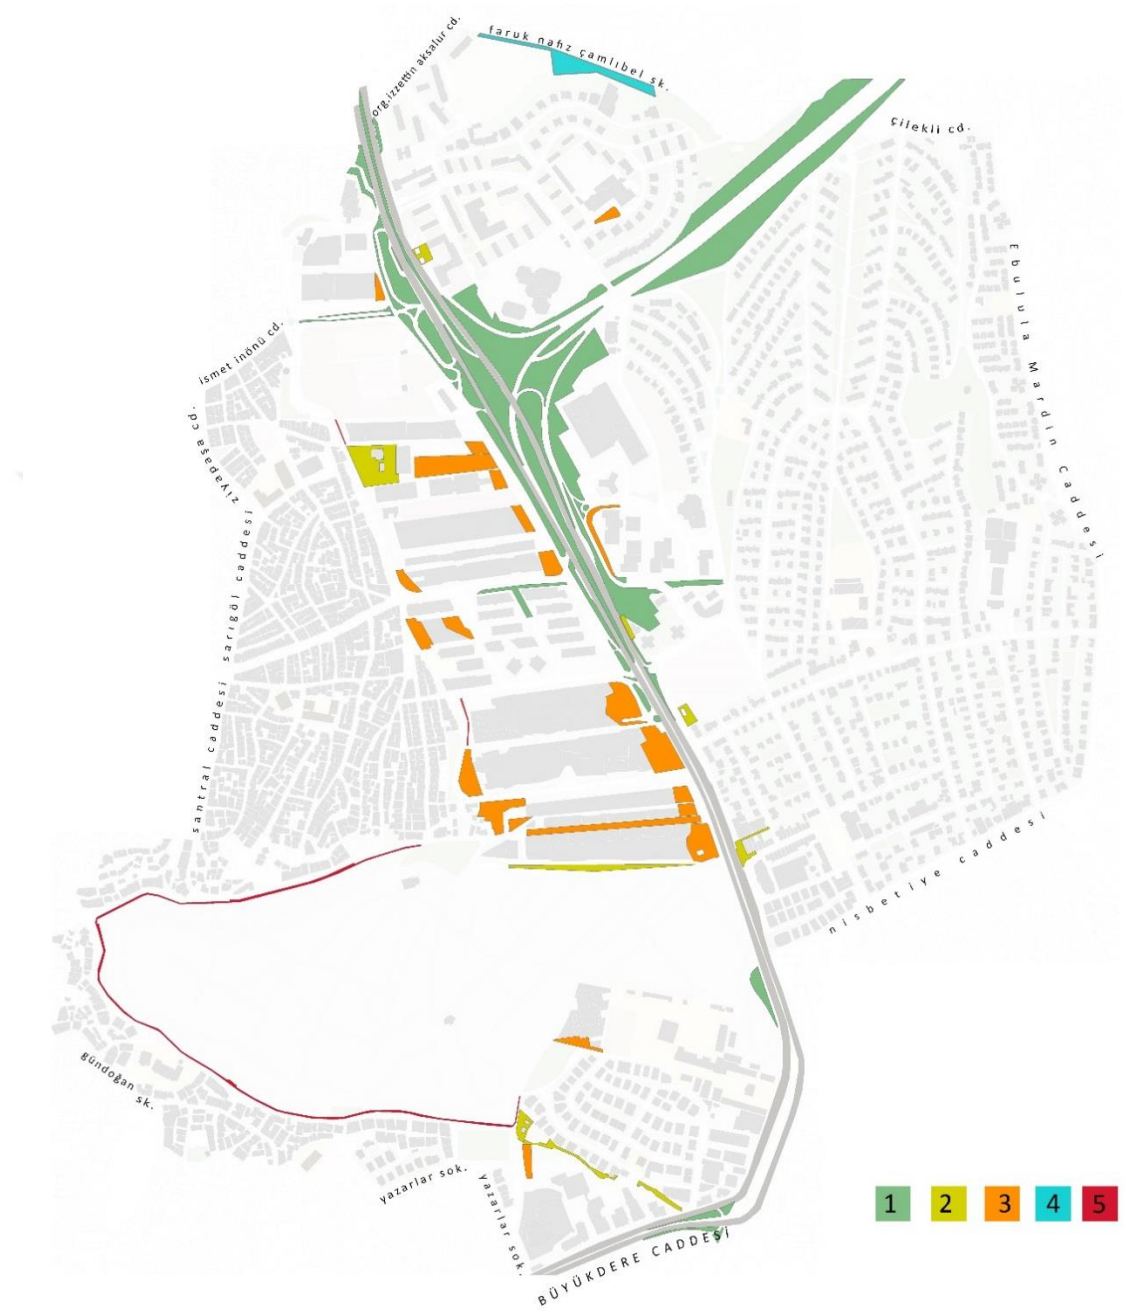 faruk nafız çamlıbel sk.
org.izzettin aksalur cd.
çilekli cd.
Ebulula Mardin Caddesi
ismet inönü cd.
ziyapaşa cd.
sarıgöl caddesi
santral caddesi
nisbetiye caddesi
gündoğan sk.
yazarlar sok.
yazarlar sok.
BÜYÜKDERE CADDESİ
1 2 3 4 5